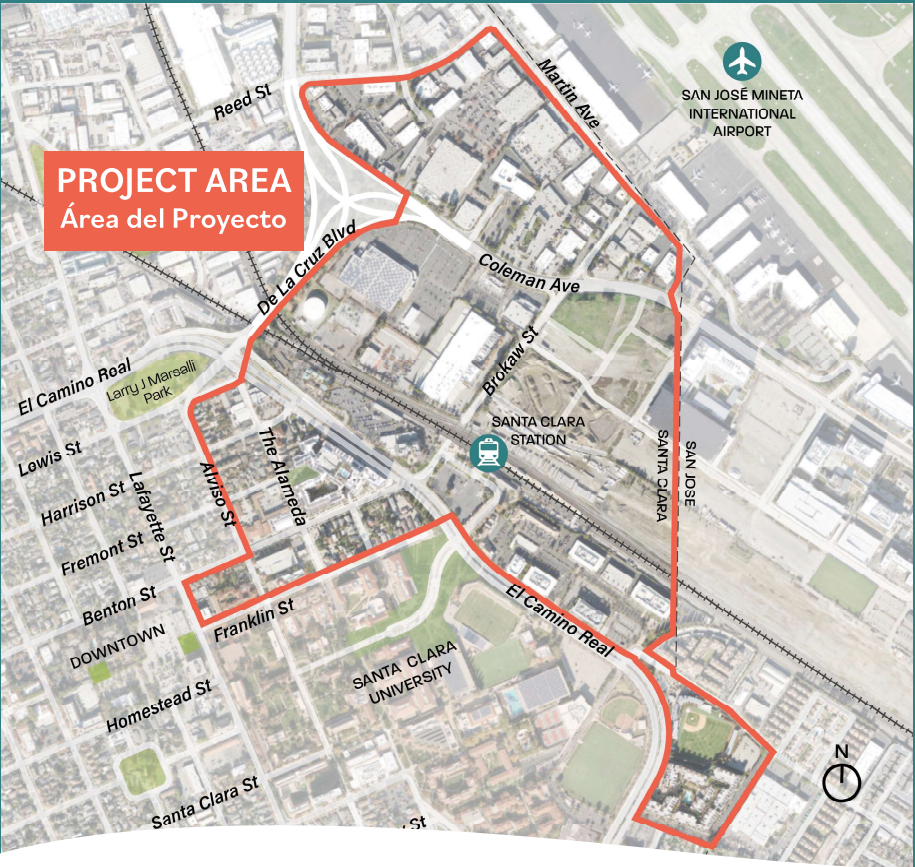 Martin Ave
SAN JOSÉ MINETA
INTERNATIONAL
AIRPORT
Reed St
PROJECT AREA
Área del Proyecto
De La Cruz Blvd
Coleman Ave
Brokaw St
El Camino Real
Larry J Marsalli
Park
SANTA CLARA
STATION
SANTA CLARA
SAN JOSE
Lewis St
The Alameda
Alviso St
Harrison St
Lafayette St
Fremont St
Benton St
Franklin St
DOWNTOWN
El Camino Real
SANTA CLARA
UNIVERSITY
Homestead St
N
Santa Clara St
St